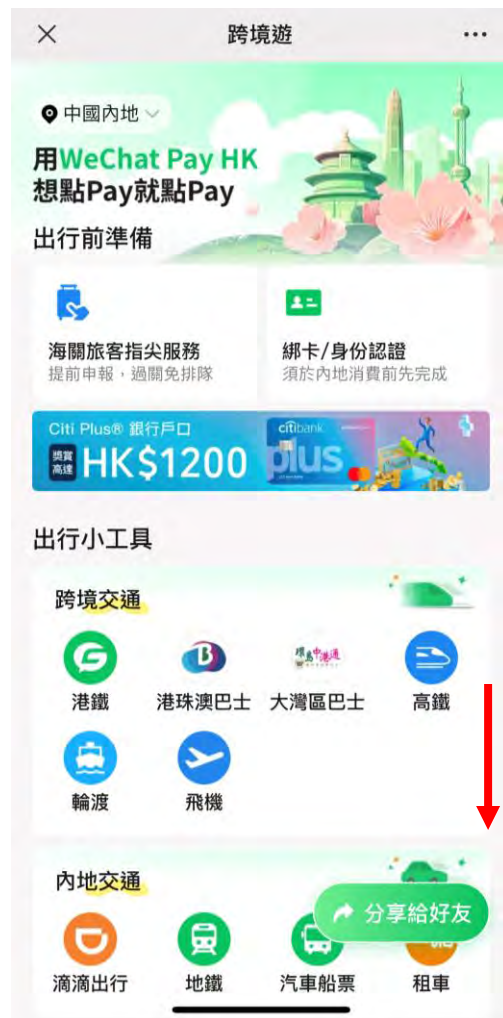 跨境遊
中國內地
用WeChat Pay HK
想點Pay就點Pay
出行前準備
海關旅客指尖服務
提前申報，過關免排隊
綁卡/身份認證
須於內地消費前先完成
Citi Plus® 銀行戶口
獎賞
高達
HK$1200
citibank
plus
出行小工具
跨境交通
環島中港通
港鐵
港珠澳巴士
大灣區巴士
高鐵
輪渡
飛機
內地交通
分享給好友
滴滴出行
地鐵
汽車船票
租車